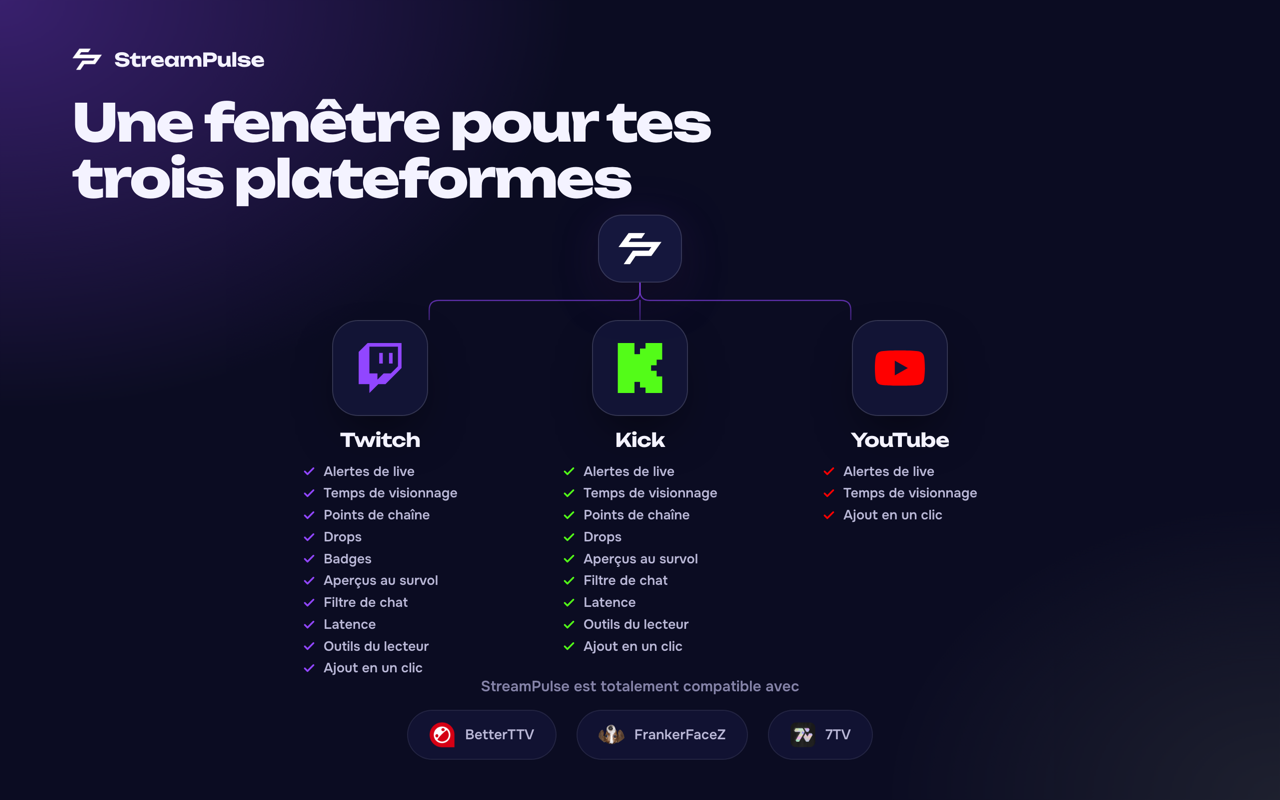 StreamPulse
Une fenêtre pour tes
trois plateformes
Twitch
Alertes de live
Temps de visionnage
Points de chaîne
Drops
Badges
Aperçus au survol
Filtre de chat
Latence
Outils du lecteur
Ajout en un clic
Kick
Alertes de live
Temps de visionnage
Points de chaîne
Drops
Aperçus au survol
Filtre de chat
Latence
Outils du lecteur
Ajout en un clic
YouTube
Alertes de live
Temps de visionnage
Ajout en un clic
StreamPulse est totalement compatible avec
BetterTTV
FrankerFaceZ
7TV